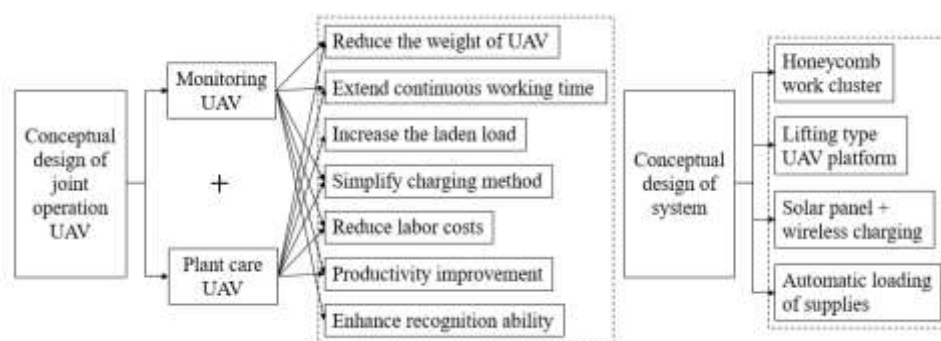 Conceptual
design of
joint
operation
UAV
Monitoring
UAV
+
Plant care
UAV
Reduce the weight of UAV
Extend continuous working time
Increase the laden load
Simplify charging method
Reduce labor costs
Productivity improvement
Enhance recognition ability
Conceptual
design of
system
Honeycomb
work cluster
Lifting type
UAV platform
Solar panel +
wireless charging
Automatic loading
of supplies